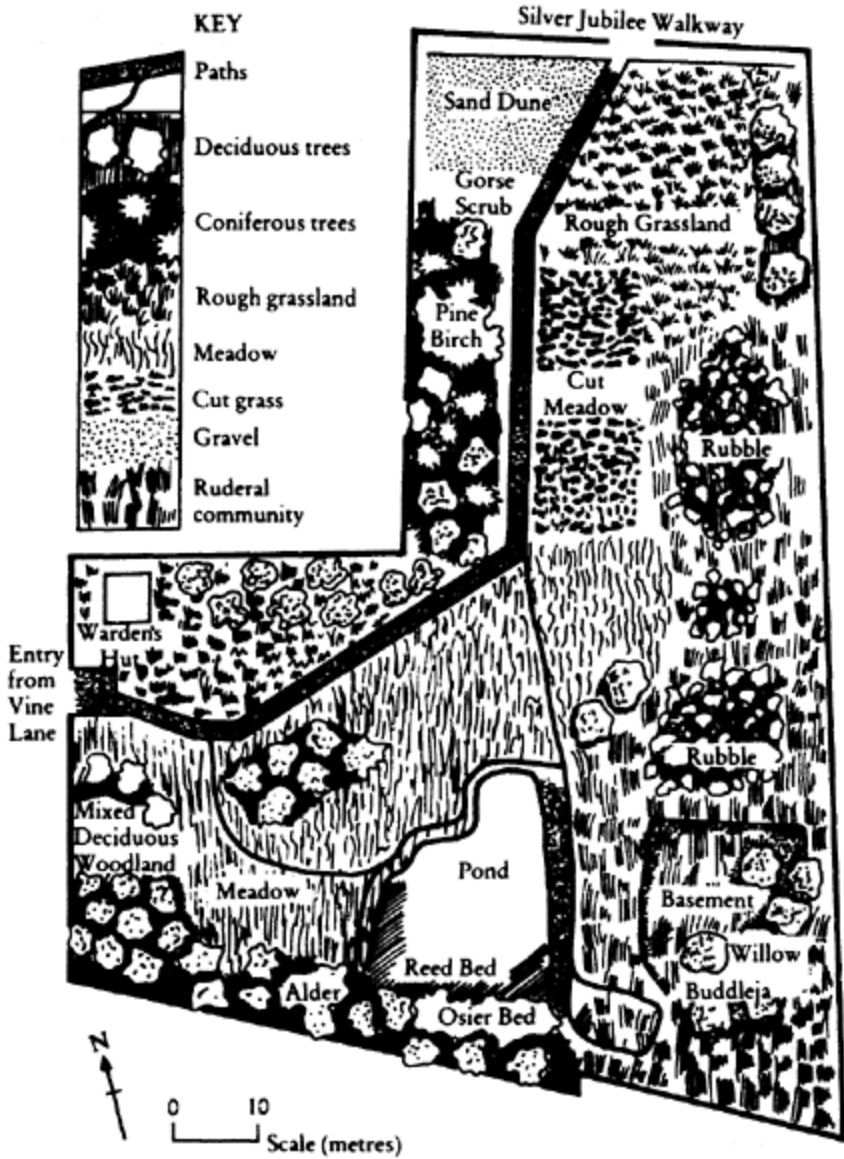 Silver Jubilee Walkway
KEY
Paths
Deciduous trees
Coniferous trees
Rough grassland
Meadow
Cut grass
Gravel
Ruderal
community
Sand Dune
Gorse
Scrub
Rough Grassland
Pine
Birch
Cut
Meadow
Rubble
Warden's
Hut
Entry
from
Vine
Lane
Rubble
Mixed
Deciduous
Woodland
Meadow
Pond
Basement
Willow
Reed Bed
Buddleja
Alder
Osier Bed
N
0 10
Scale (metres)